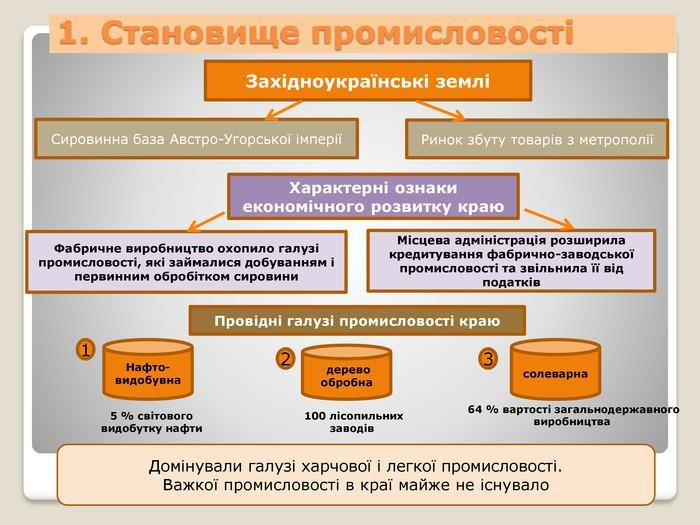 1. Становище промисловості
Західноукраїнські землі
Сировинна база Австро-Угорської імперії
Ринок збуту товарів з метрополії
Характерні ознаки
економічного розвитку краю
Фабричне виробництво охопило галузі
промисловості, які займалися добуванням і
первинним обробітком сировини
Місцева адміністрація розширила
кредитування фабрично-заводської
промисловості та звільнила її від
податків
Провідні галузі промисловості краю
1
Нафто-
видобувна
2
дерево
обробна
3
солеварна
5 % світового
видобутку нафти
100 лісопильних
заводів
64 % вартості загальнодержавного
виробництва
Домінували галузі харчової і легкої промисловості.
Важкої промисловості в краї майже не існувало